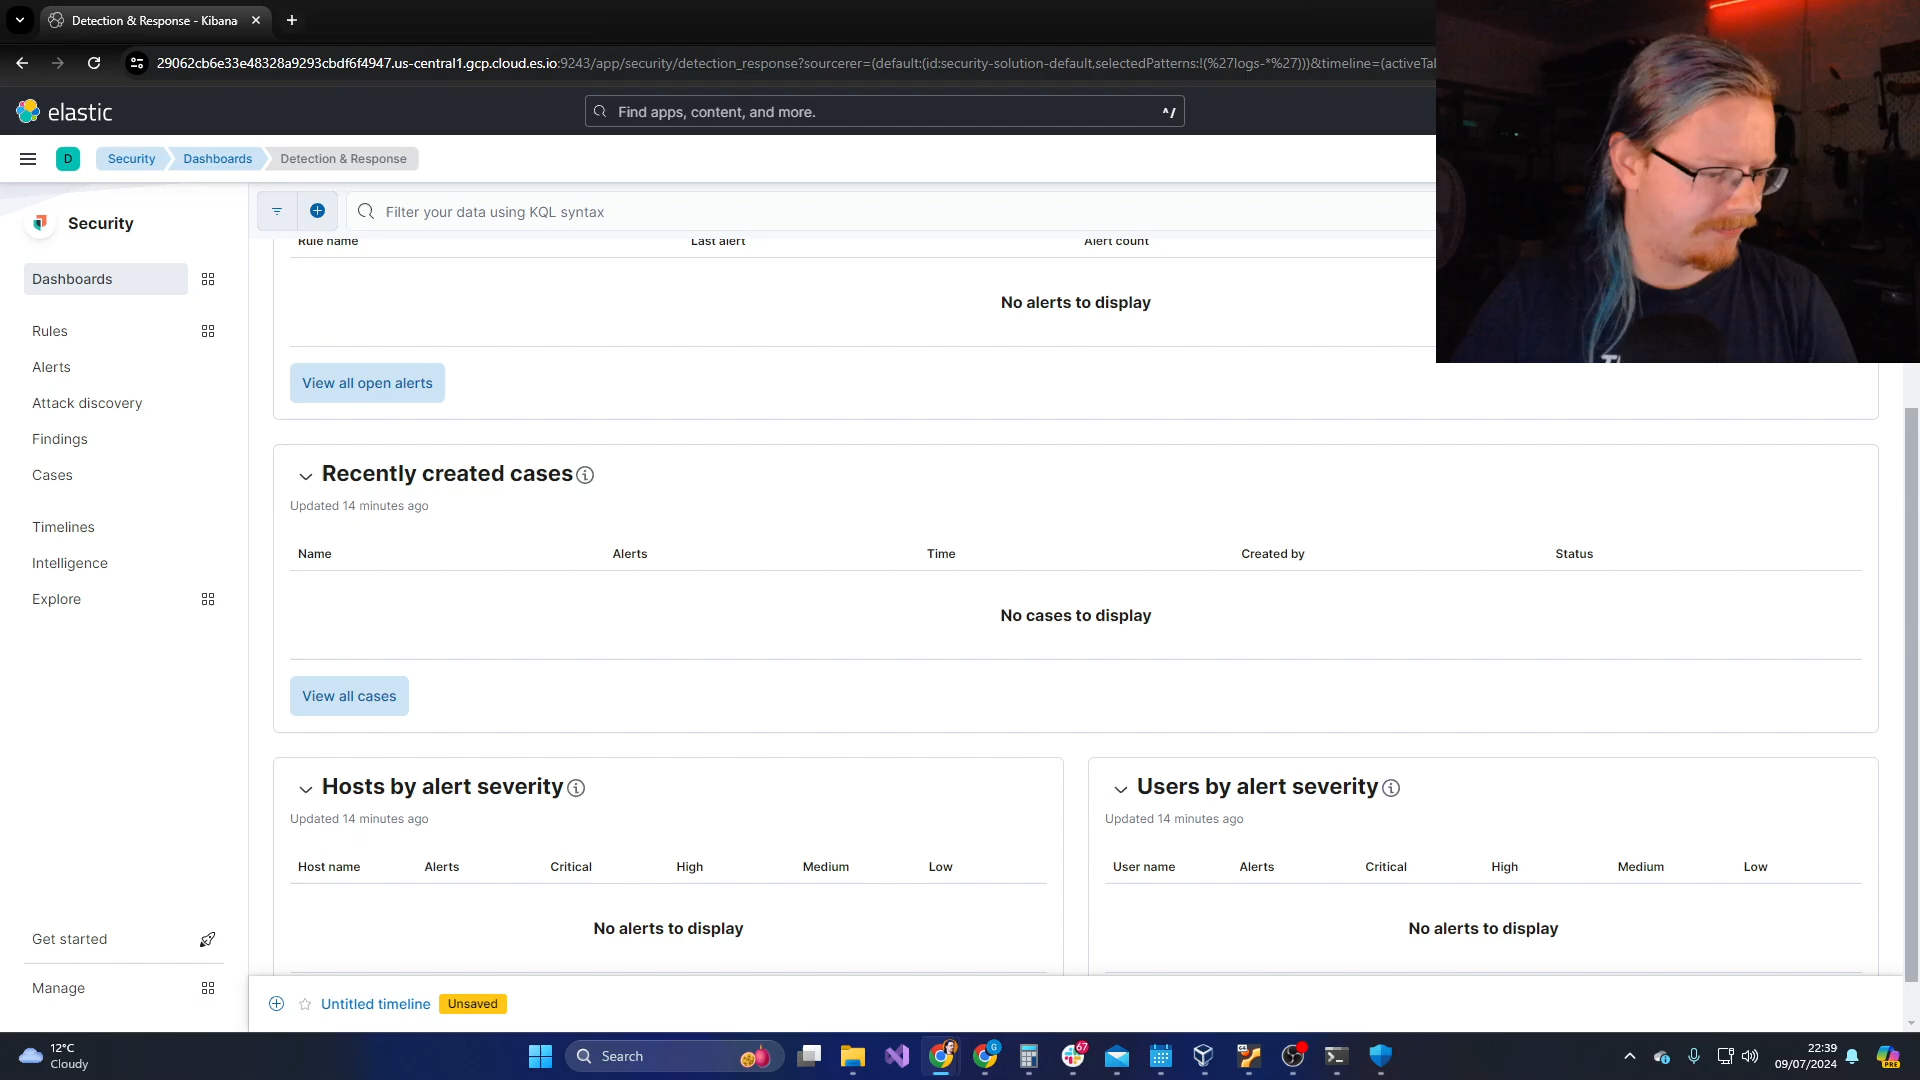 Detection & Response - Kibana
29062cb6e33e48328a9293cbdf6f4947.us-central1.gcp.cloud.es.io:9243/app/security/detection_response?sourcerer=(default:(id:security-solution-default,selectedPatterns:!(%27logs-*%27)))&timeline=(activeTab
elastic
Find apps, content, and more.
^/
D
Security
Dashboards
Detection & Response
Security
Filter your data using KQL syntax
Rule name
Last alert
Alert count
Dashboards
No alerts to display
Rules
Alerts
View all open alerts
Attack discovery
Findings
Cases
Recently created cases
Updated 14 minutes ago
Timelines
Name
Alerts
Time
Created by
Status
Intelligence
Explore
No cases to display
View all cases
Hosts by alert severity
Users by alert severity
Updated 14 minutes ago
Updated 14 minutes ago
Host name
Alerts
Critical
High
Medium
Low
User name
Alerts
Critical
High
Medium
Low
No alerts to display
No alerts to display
Get started
Manage
Untitled timeline
Unsaved
12°C
Cloudy
Search
67
G
64
PRE
22:39
09/07/2024